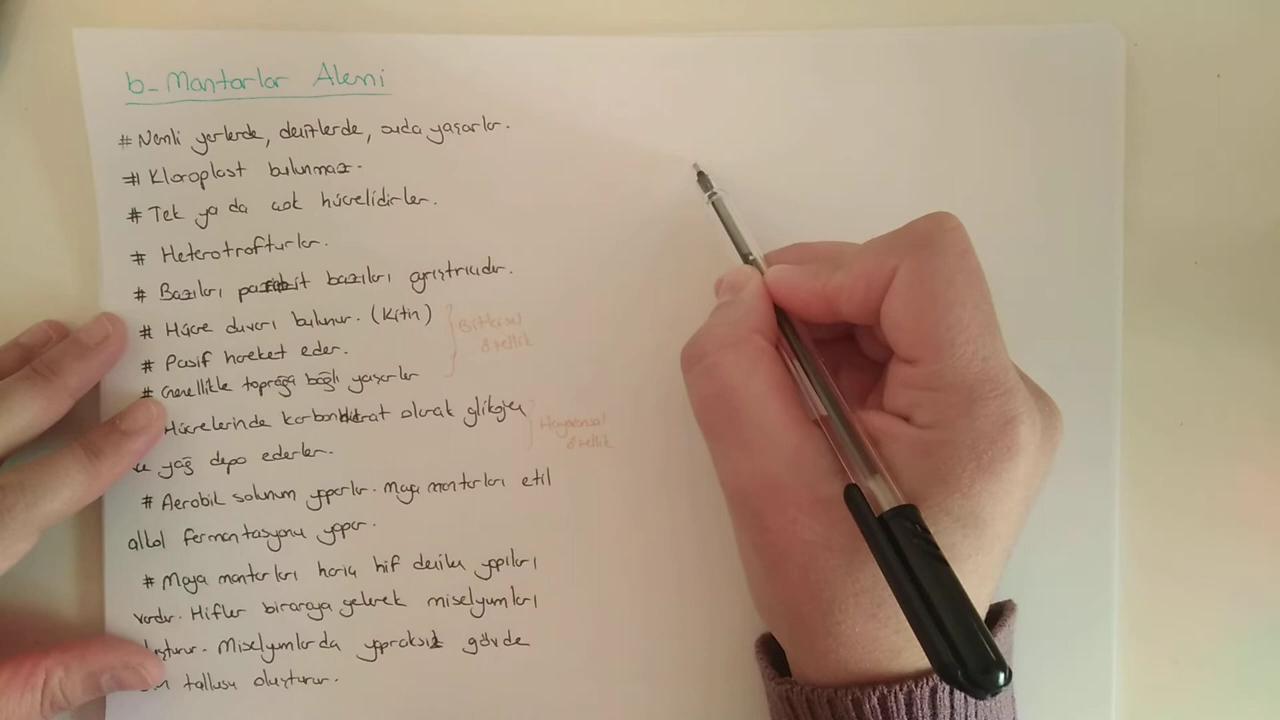 b- Mantarlar Alemi
# Nemli yerlerde, derilerde, suda yaşarlar.
# Kloroplast bulunmaz.
# Tek ya da çok hücrelidirler.
# Heterotrofturlar.
# Bazıları parazit bazıları ayrıştırıcıdır.
# Hücre duvarı bulunur. (Kitin)
Bitkisel
özellik
# Pasif hareket eder.
# Genellikle toprağa bağlı yaşarlar
Hücrelerinde karbonhidrat olarak glikojen
Hayvansal
özellik
ve yağ depo ederler.
# Aerobik solunum yaparlar. Maya mantarları etil
alkol fermantasyonu yapar.
# Maya mantarları hariç hif denilen yapıları
vardır. Hifler biraraya gelerek miselyumları
Miselyumlarda yapraksız gövde
tallusu oluşturur.